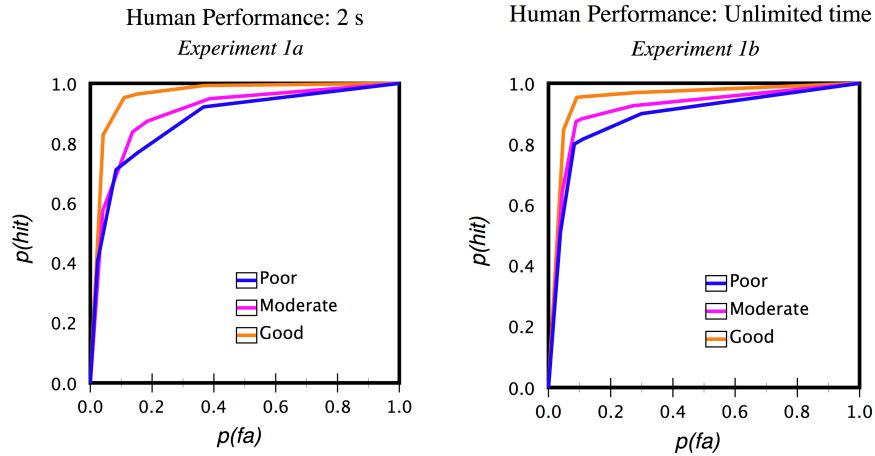 Human Performance: 2 s
Experiment 1a
1.0
0.8
0.6
0.4
0.2
0.0
p(hit)
Poor
Moderate
Good
0.0 0.2 0.4 0.6 0.8 1.0
p(fa)
Human Performance: Unlimited time
Experiment 1b
1.0
0.8
0.6
0.4
0.2
0.0
p(hit)
Poor
Moderate
Good
0.0 0.2 0.4 0.6 0.8 1.0
p(fa)